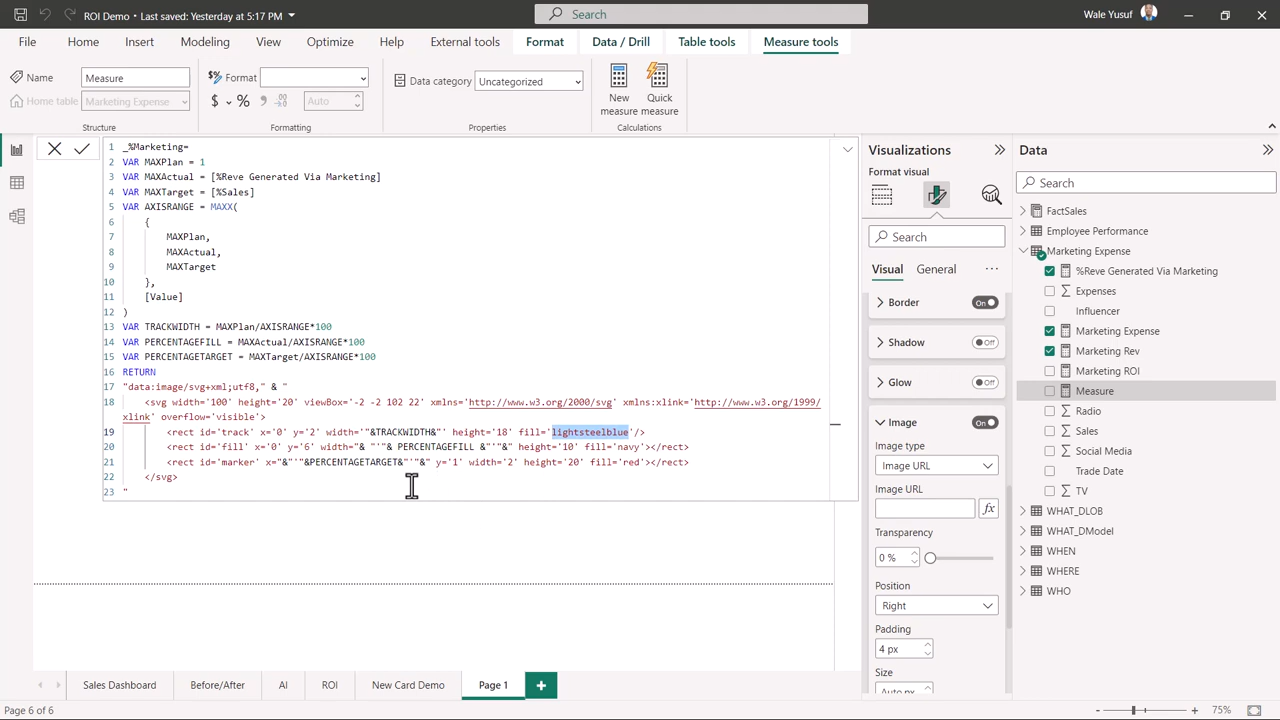 ROI Demo • Last saved: Yesterday at 5:17 PM
Search
Wale Yusuf
File
Home
Insert
Modeling
View
Optimize
Help
External tools
Format
Data / Drill
Table tools
Measure tools
Name
Measure
Home table
Marketing Expense
Structure
Format
$
%
Auto
Formatting
Data category
Uncategorized
Properties
New measure
Quick measure
Calculations
1 _%Marketing=
2 VAR MAXPlan = 1
3 VAR MAXActual = [%Reve Generated Via Marketing]
4 VAR MAXTarget = [%Sales]
5 VAR AXISRANGE = MAXX(
6 {
7 MAXPlan,
8 MAXActual,
9 MAXTarget
10 },
11 [Value]
12 )
13 VAR TRACKWIDTH = MAXPlan/AXISRANGE*100
14 VAR PERCENTAGEFILL = MAXActual/AXISRANGE*100
15 VAR PERCENTAGETARGET = MAXTarget/AXISRANGE*100
16 RETURN
17 "data:image/svg+xml;utf8," & "
18 <svg width='100' height='20' viewBox='-2 -2 102 22' xmlns='http://www.w3.org/2000/svg' xmlns:xlink='http://www.w3.org/1999/
xlink' overflow='visible'>
19 <rect id='track' x='0' y='2' width='"&TRACKWIDTH&"' height='18' fill='lightsteelblue'/>
20 <rect id='fill' x='0' y='6' width="& "'"& PERCENTAGEFILL &"'"&" height='10' fill='navy'></rect>
21 <rect id='marker' x="&"'"&PERCENTAGETARGET&"'"&" y='1' width='2' height='20' fill='red'></rect>
22 </svg>
23 "
Visualizations
Format visual
Search
Visual
General
Border
On
Shadow
Off
Glow
Off
Image
On
Image type
Image URL
Image URL
fx
Transparency
0 %
Position
Right
Padding
4 px
Size
Auto px
Data
Search
FactSales
Employee Performance
Marketing Expense
%Reve Generated Via Marketing
Expenses
Influencer
Marketing Expense
Marketing Rev
Marketing ROI
Measure
Radio
Sales
Social Media
Trade Date
TV
WHAT_DLOB
WHAT_DModel
WHEN
WHERE
WHO
Sales Dashboard
Before/After
AI
ROI
New Card Demo
Page 1
Page 6 of 6
75%